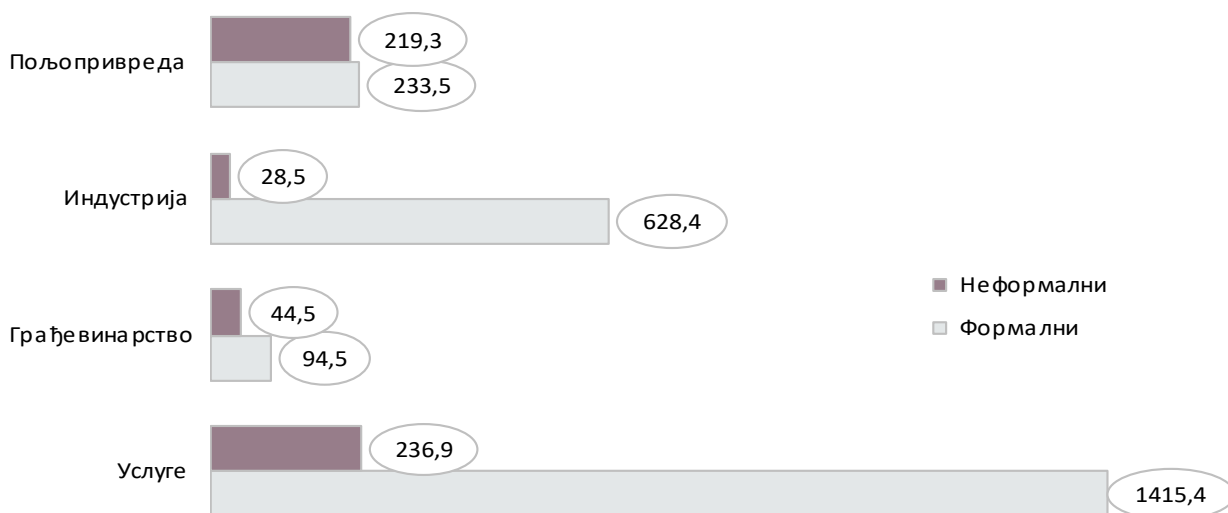 219,3
Пољопривреда
233,5
28,5
Индустрија
628,4
Неформални
44,5
Грађевинарство
Формални
94,5
236,9
Услуге
1415,4